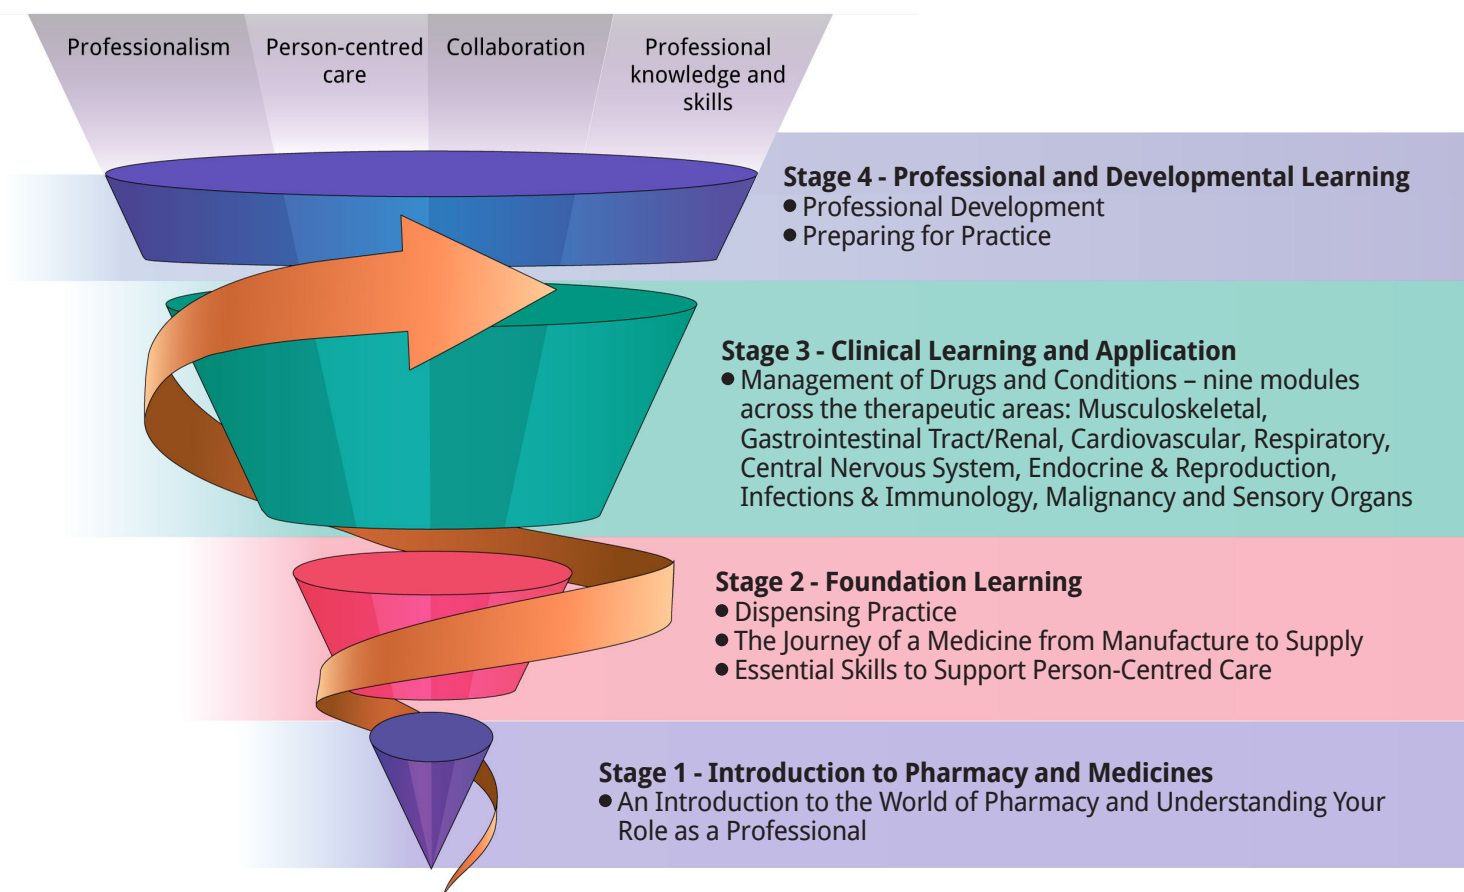 Professionalism
Person-centred
care
Collaboration
Professional
knowledge and
skills
Stage 4 - Professional and Developmental Learning
● Professional Development
● Preparing for Practice
Stage 3 - Clinical Learning and Application
● Management of Drugs and Conditions – nine modules
across the therapeutic areas: Musculoskeletal,
Gastrointestinal Tract/Renal, Cardiovascular, Respiratory,
Central Nervous System, Endocrine & Reproduction,
Infections & Immunology, Malignancy and Sensory Organs
Stage 2 - Foundation Learning
● Dispensing Practice
● The Journey of a Medicine from Manufacture to Supply
● Essential Skills to Support Person-Centred Care
Stage 1 - Introduction to Pharmacy and Medicines
● An Introduction to the World of Pharmacy and Understanding Your
Role as a Professional